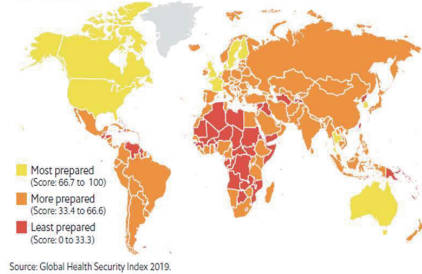 Most prepared
(Score: 66.7 to 100)
More prepared
(Score: 33.4 to 66.6)
Least prepared
(Score: 0 to 33.3)
Source: Global Health Security Index 2019.